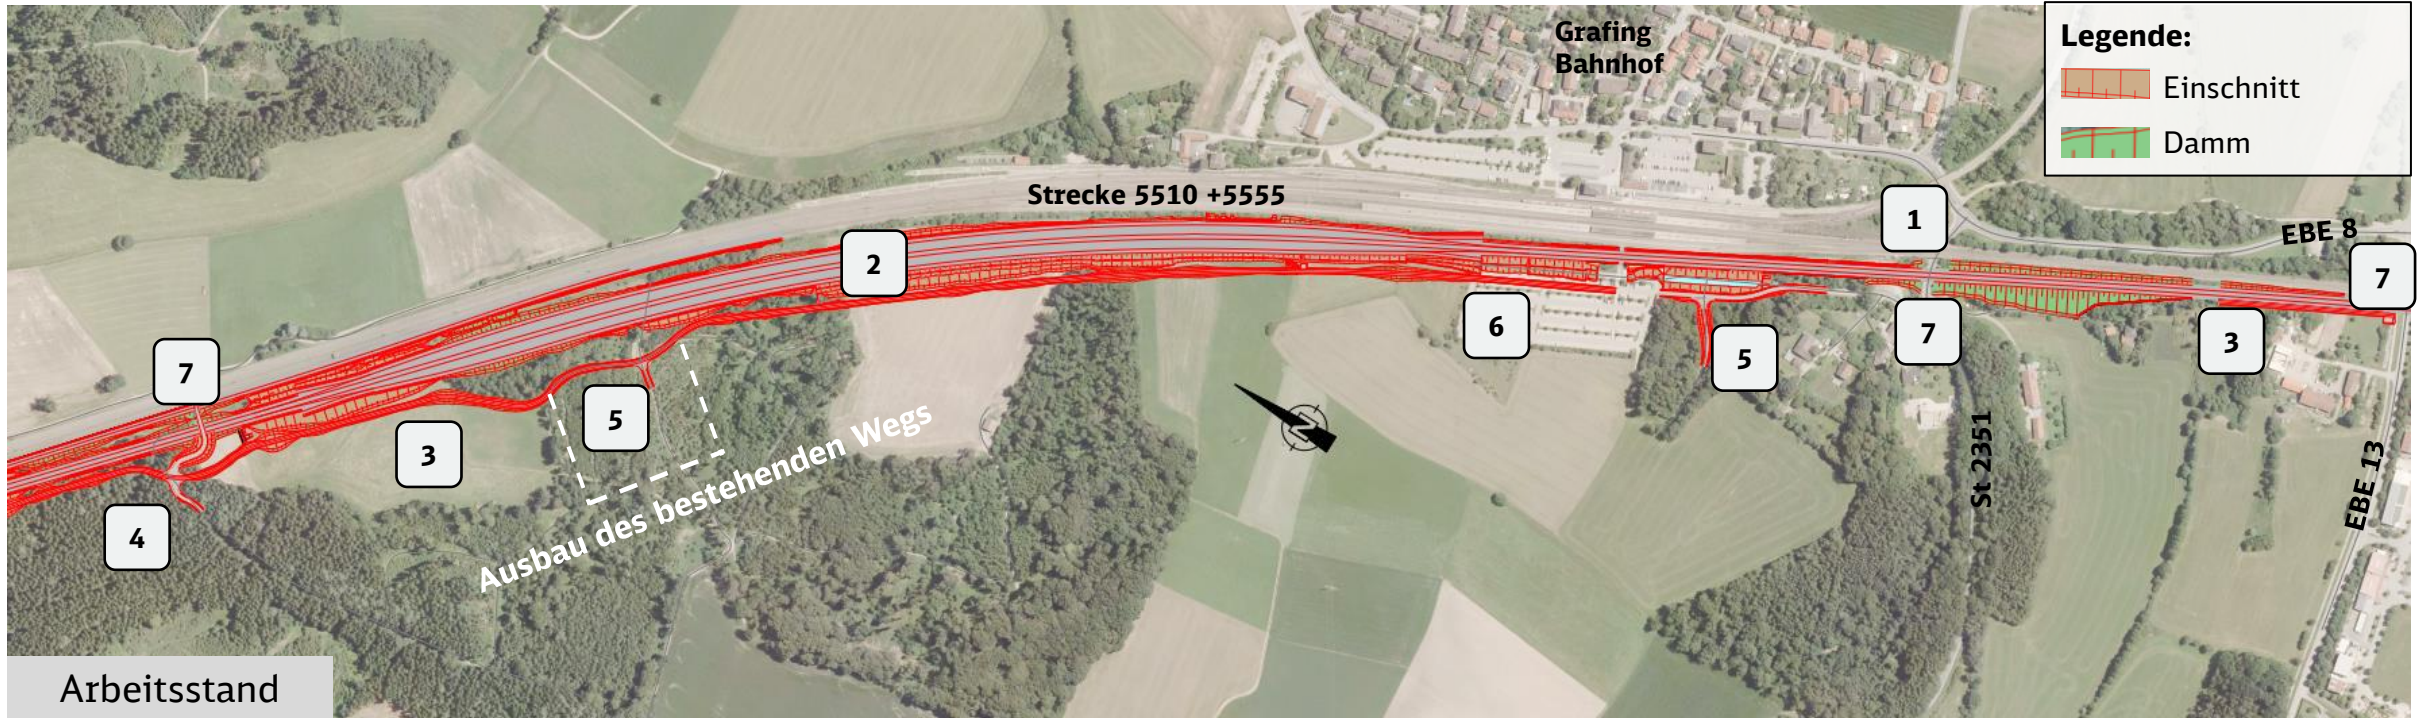 Grafing
Bahnhof
Legende:
Einschnitt
Damm
Strecke 5510 +5555
1
EBE 8
2
7
6
7
3
5
7
5
3
4
N
Ausbau des bestehenden Wegs
St 2351
EBE 13
Arbeitsstand